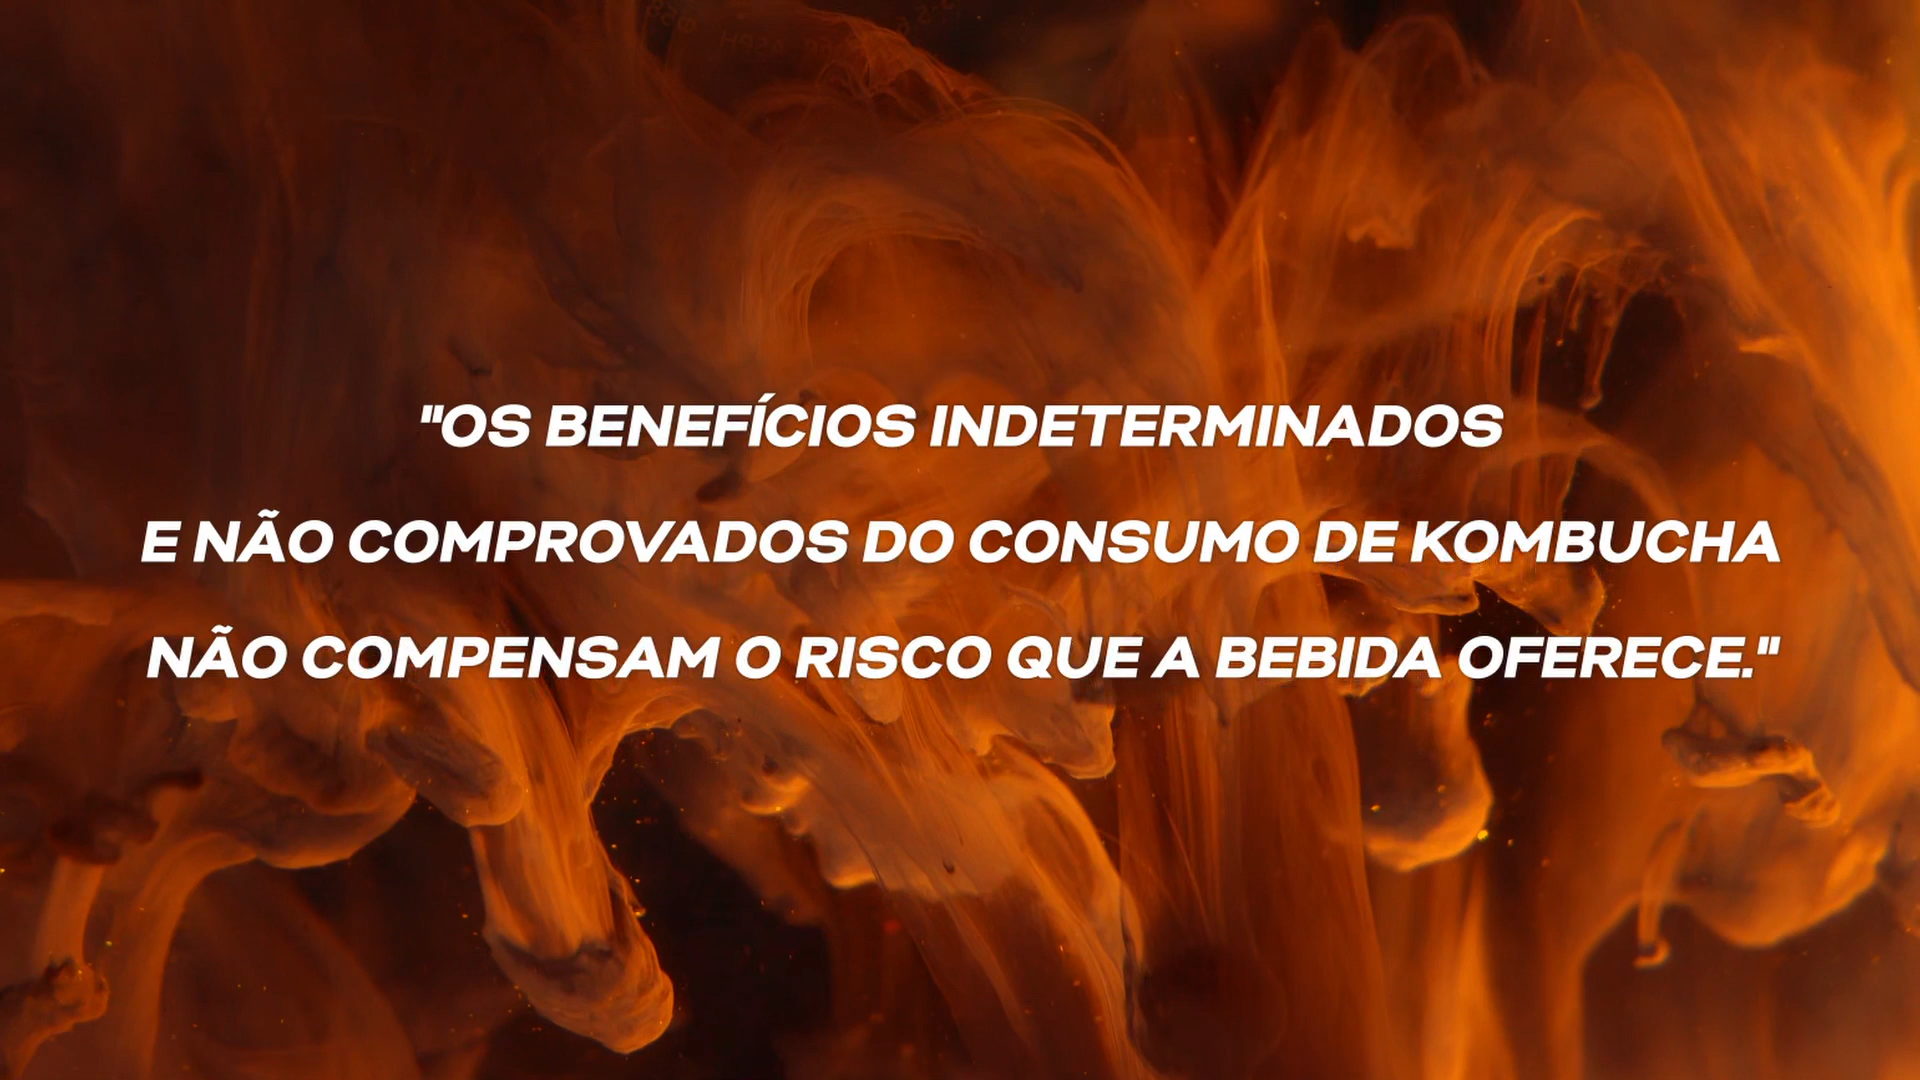 "OS BENEFÍCIOS INDETERMINADOS
E NÃO COMPROVADOS DO CONSUMO DE KOMBUCHA
NÃO COMPENSAM O RISCO QUE A BEBIDA OFERECE."